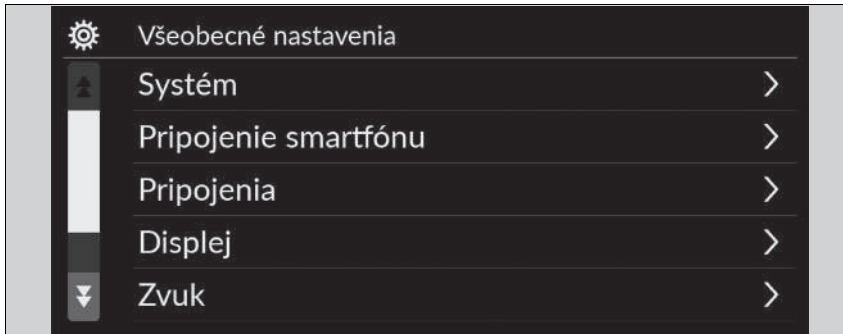 Všeobecné nastavenia
Systém
Pripojenie smartfónu
Pripojenia
Displej
Zvuk